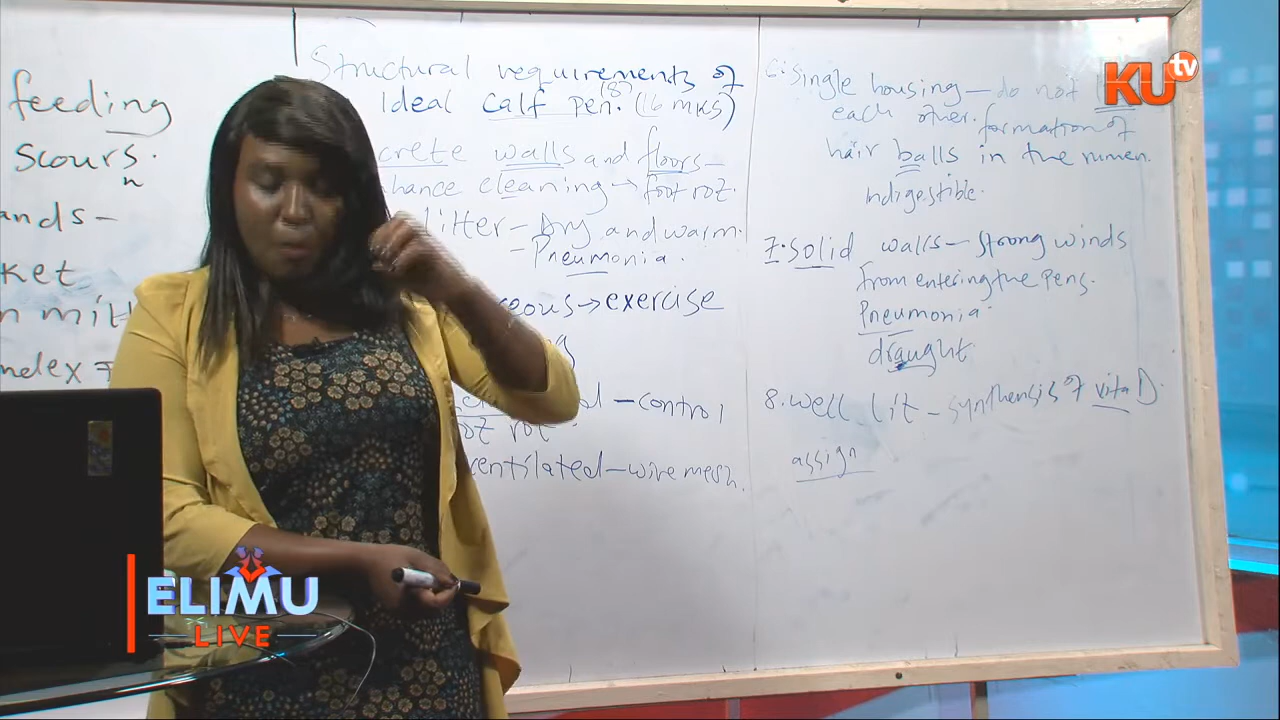 feeding
scours.
n
ands-
ket
n mil
ndex
Structural requirements of
Ideal calf pen. (8) (16 mks)
crete walls and floors-
nhance cleaning → foot rot.
litter - Dry and warm.
- Pneumonia.
eous → exercise
- control
ot rot
ventilated - wire mesh.
6. Single housing - do not
each other. formation of
hair balls in the rumen.
indigestible.
7. Solid walls - strong winds
from entering the pens.
Pneumonia.
draught
8. well lit - synthensis of vita D.
assign
KU tv
ELIMU
LIVE